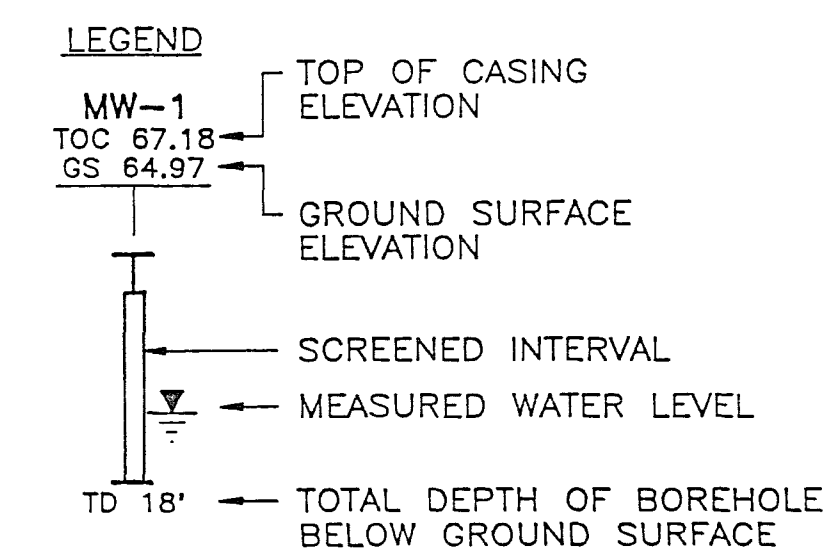 LEGEND
MW-1
TOC 67.18
GS 64.97
TOP OF CASING
ELEVATION
GROUND SURFACE
ELEVATION
SCREENED INTERVAL
MEASURED WATER LEVEL
TD 18'
TOTAL DEPTH OF BOREHOLE
BELOW GROUND SURFACE